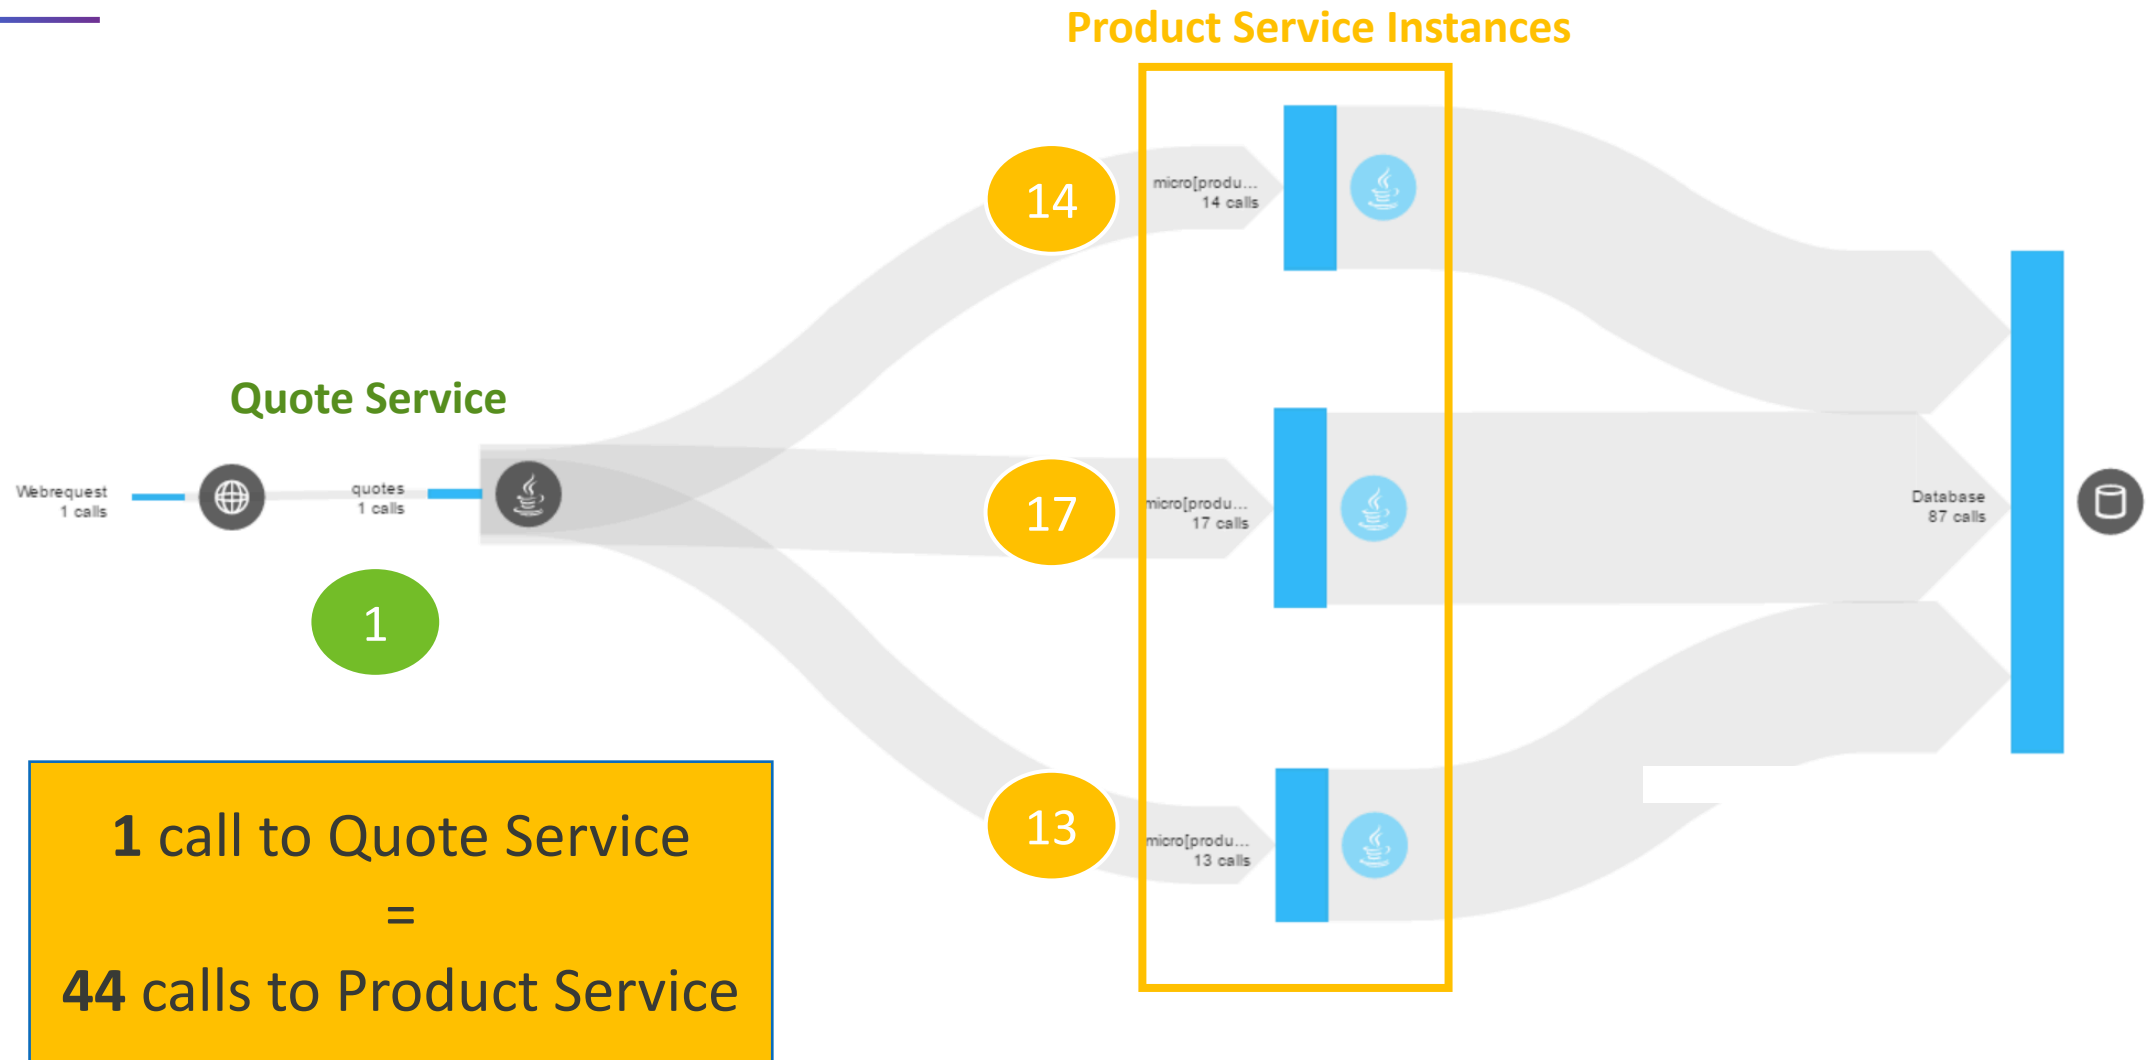 Product Service Instances
14
micro[produ...
14 calls
Quote Service
Webrequest
1 calls
quotes
1 calls
17
micro[produ...
17 calls
Database
87 calls
1
13
micro[produ...
13 calls
1 call to Quote Service
=
44 calls to Product Service